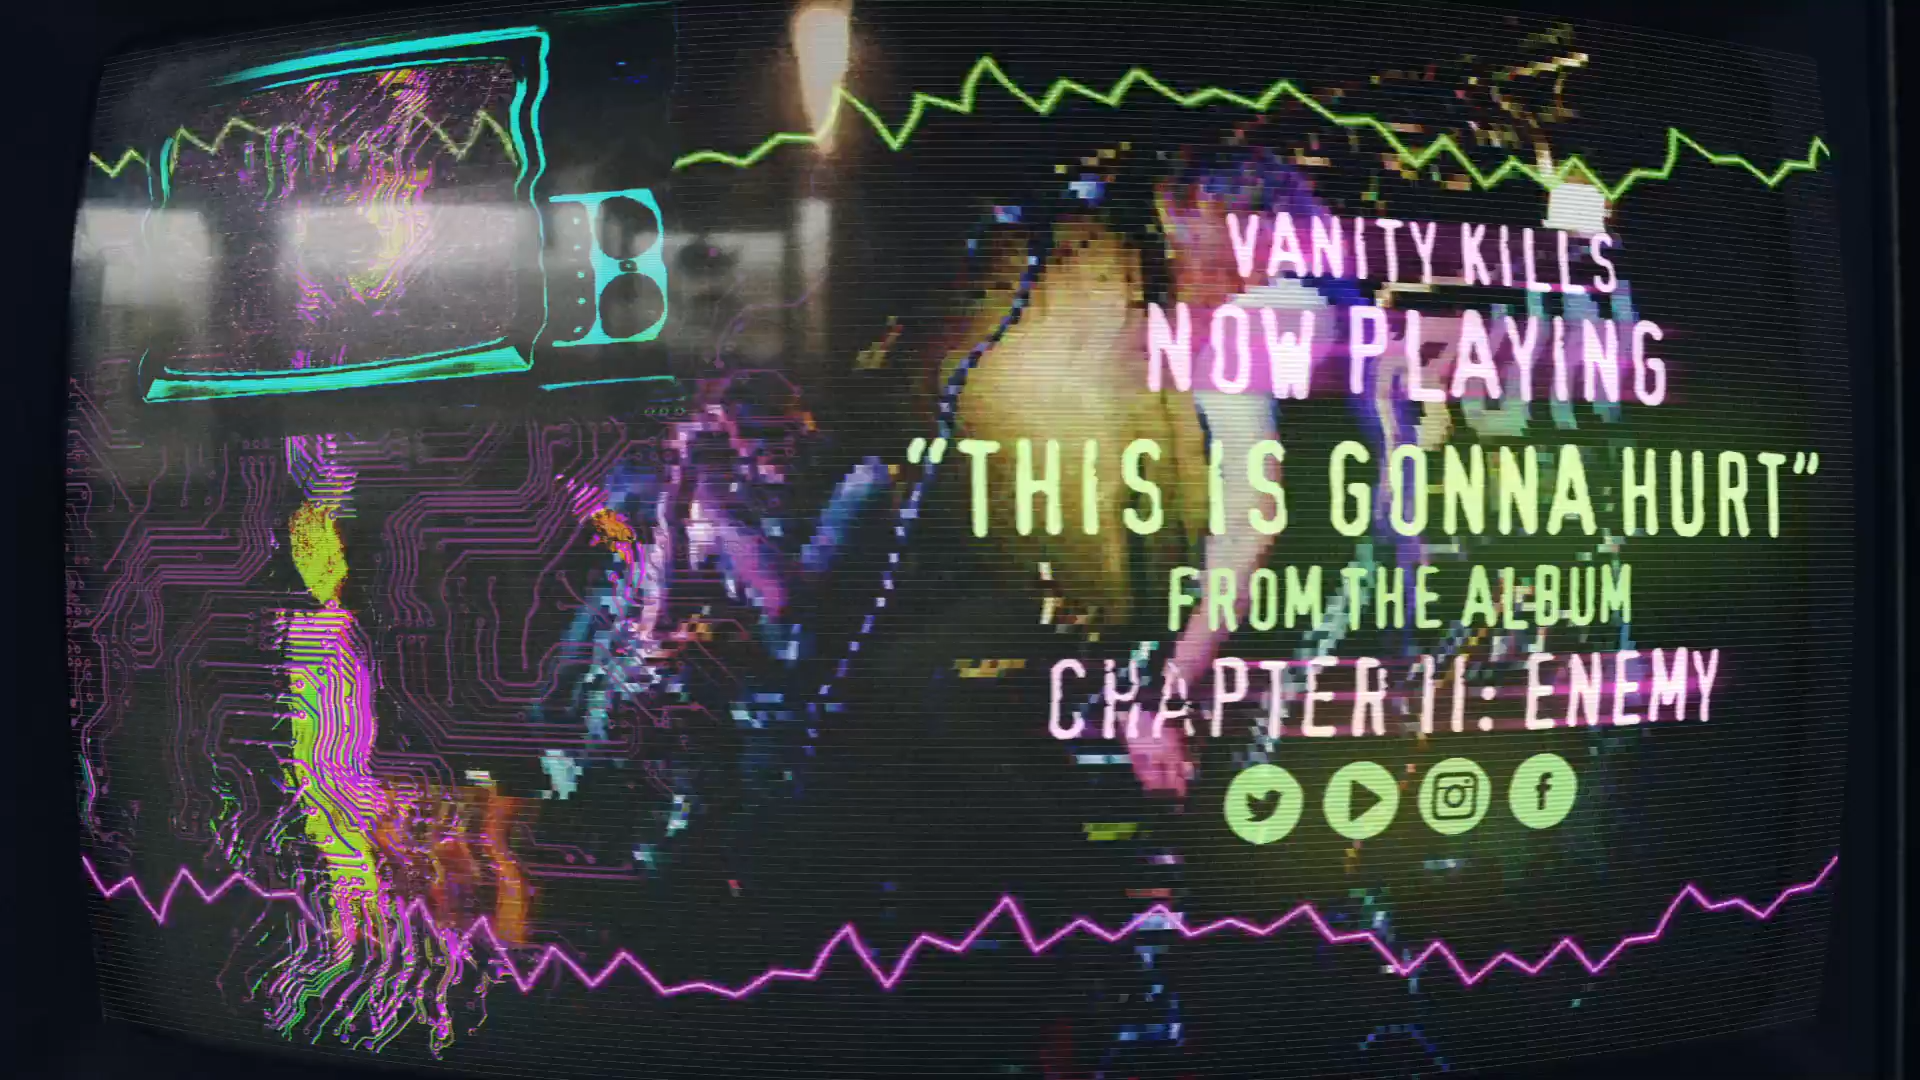 VANITY KILLS
NOW PLAYING
"THIS IS GONNA HURT"
FROM THE ALBUM
CHAPTER II: ENEMY